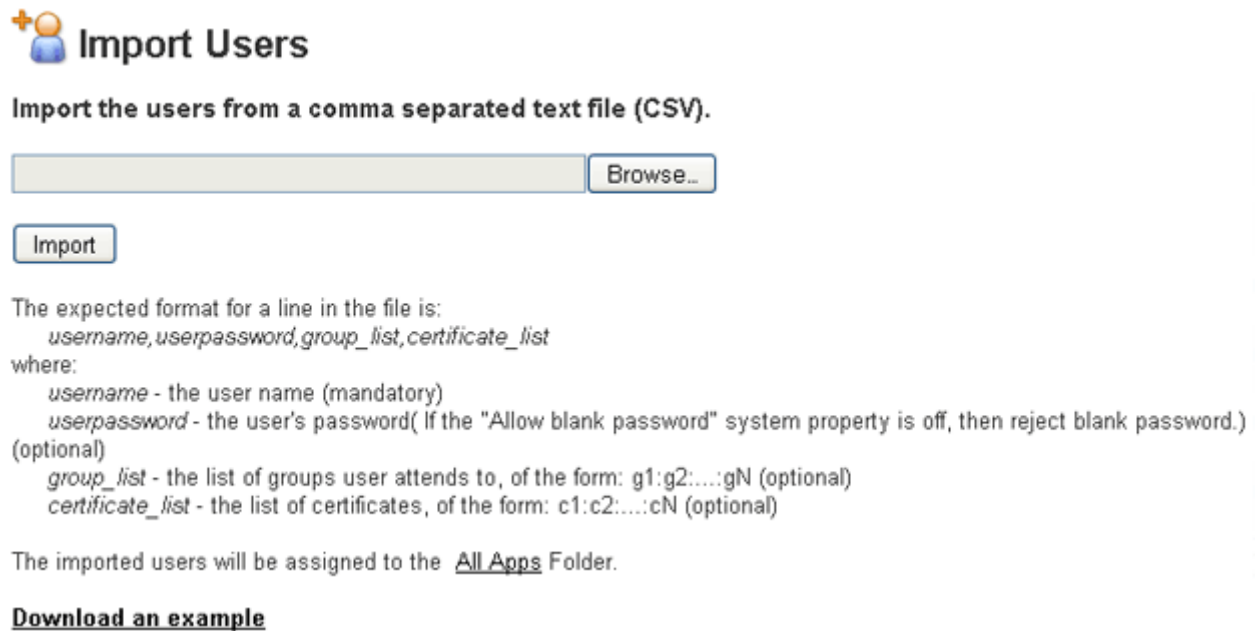 Import Users
Import the users from a comma separated text file (CSV).
Browse...
Import
The expected format for a line in the file is:
username,userpassword,group_list,certificate_list
where:
username - the user name (mandatory)
userpassword - the user's password( If the "Allow blank password" system property is off, then reject blank password.)
(optional)
group_list - the list of groups user attends to, of the form: g1:g2:...:gN (optional)
certificate_list - the list of certificates, of the form: c1:c2:...:cN (optional)
The imported users will be assigned to the All Apps Folder.
Download an example